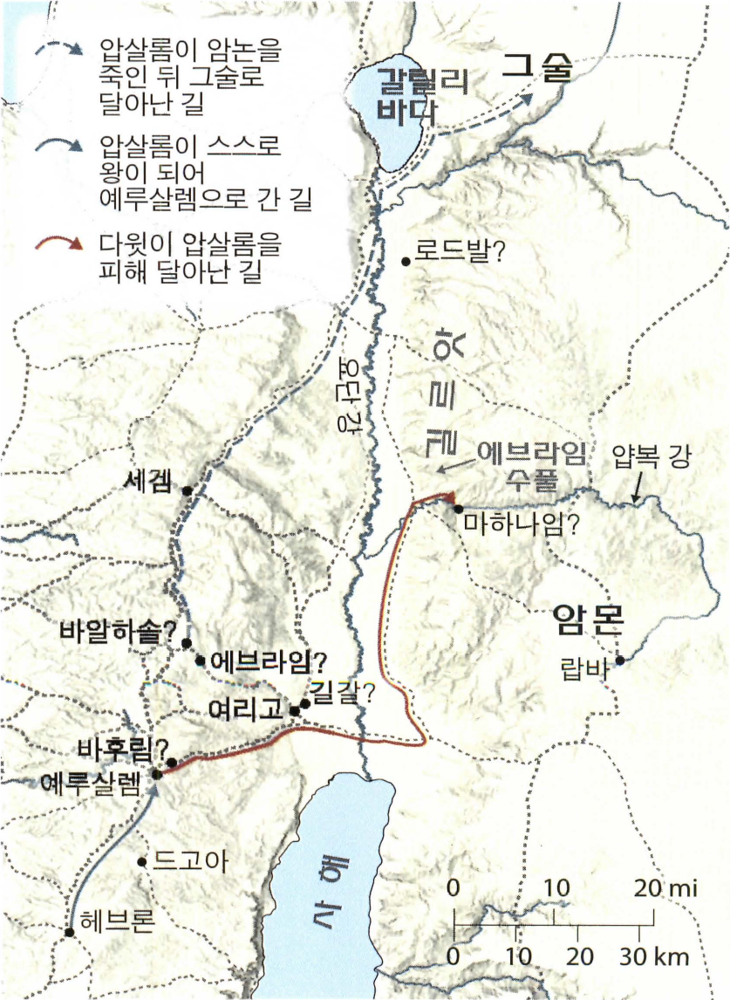 압살롬이 암논을
죽인 뒤 그술로
달아난 길
압살롬이 스스로
왕이 되어
예루살렘으로 간 길
다윗이 압살롬을
피해 달아난 길
그술
갈릴리
바다
로드발?
길르앗
요단 강
에브라임
수풀
얍복 강
세겜
마하나임?
암몬
바알하솔?
에브라임?
랍바
길갈?
여리고
바후림?
예루살렘
드고아
사해
헤브론
0 10 20 mi
0 10 20 30 km